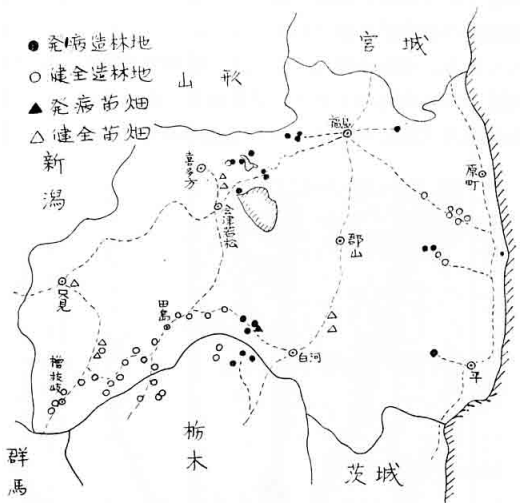 ● 発病造林地
○ 健全造林地
▲ 発病苗畑
△ 健全苗畑
宮城
山形
新潟
福島
喜多方
原町
会津若松
郡山
只見
田島
白河
檜枝岐
平
栃木
群馬
茨城